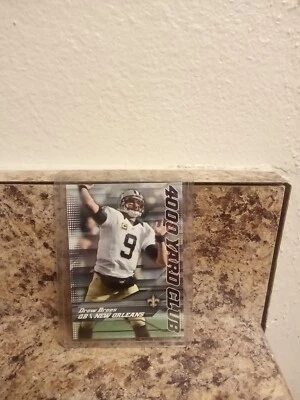 4000 YARD CLUB
9
Drew Brees
QB NEW ORLEANS